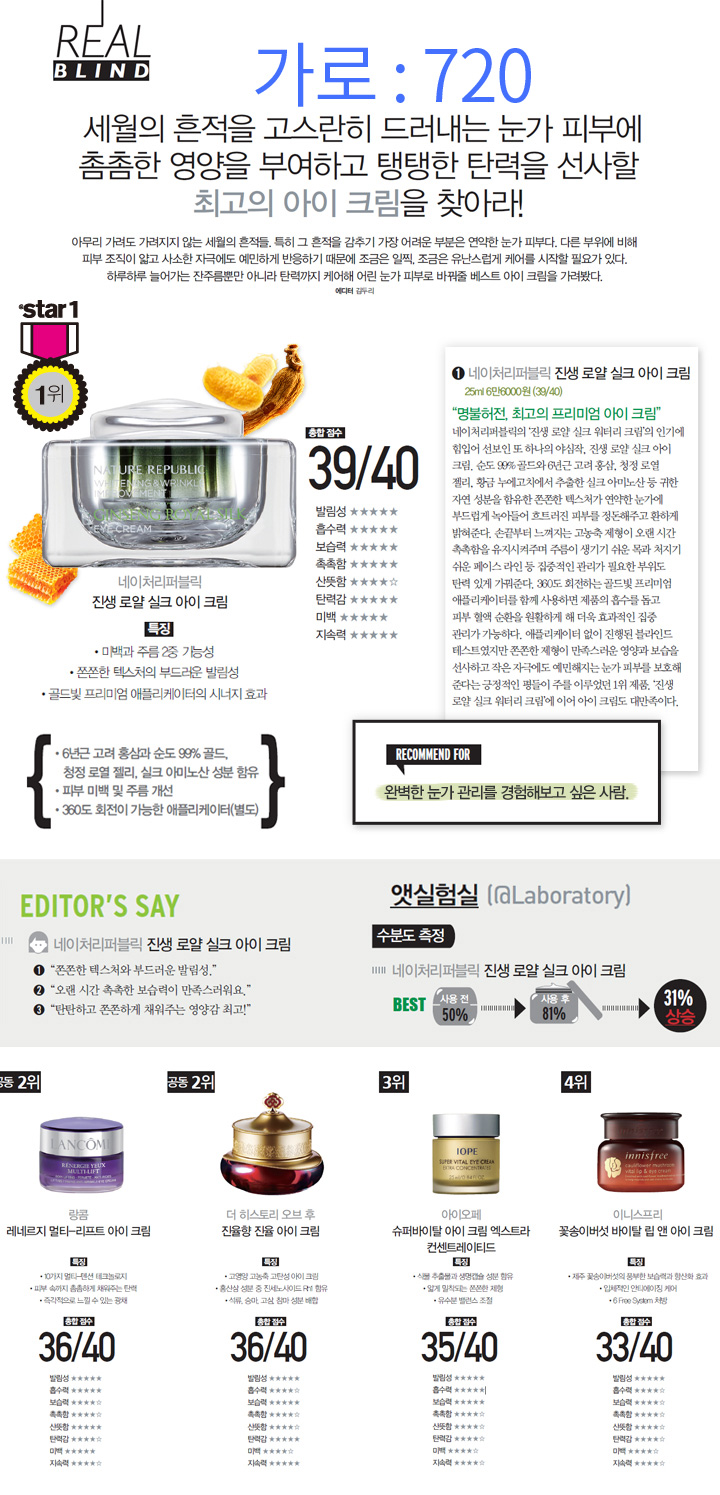 REAL
BLIND
가로 : 720
세월의 흔적을 고스란히 드러내는 눈가 피부에
촘촘한 영양을 부여하고 탱탱한 탄력을 선사할
최고의 아이 크림을 찾아라!
아무리 가려도 가려지지 않는 세월의 흔적들. 특히 그 흔적을 감추기 가장 어려운 부분은 연약한 눈가 피부다. 다른 부위에 비해
피부 조직이 얇고 사소한 자극에도 예민하게 반응하기 때문에 조금은 일찍, 조금은 유난스럽게 케어를 시작할 필요가 있다.
하루하루 늘어가는 잔주름뿐만 아니라 탄력까지 케어해 어린 눈가 피부로 바꿔줄 베스트 아이 크림을 가려봤다.
에디터 김두리
@star1
1위
NATURE REPUBLIC
WHITENING & WRINKLE
IMPROVEMENT
EYE CREAM
네이처리퍼블릭
진생 로얄 실크 아이 크림
특징
• 미백과 주름 2중 기능성
• 쫀쫀한 텍스처의 부드러운 발림성
• 골드빛 프리미엄 애플리케이터의 시너지 효과
총합 점수
39/40
발림성 ★★★★★
흡수력 ★★★★★
보습력 ★★★★★
촉촉함 ★★★★★
산뜻함 ★★★★☆
탄력감 ★★★★★
미백 ★★★★★
지속력 ★★★★★
❶ 네이처리퍼블릭 진생 로얄 실크 아이 크림
25ml 6만6000원 (39/40)
“명불허전, 최고의 프리미엄 아이 크림”
네이처리퍼블릭의 ‘진생 로얄 실크 워터리 크림’의 인기에
힘입어 선보인 또 하나의 야심작, 진생 로얄 실크 아이
크림. 순도 99% 골드와 6년근 고려 홍삼, 청정 로열
젤리, 황금 누에고치에서 추출한 실크 아미노산 등 귀한
자연 성분을 함유한 쫀쫀한 텍스처가 연약한 눈가에
부드럽게 녹아들어 흐트러진 피부를 정돈해주고 환하게
밝혀준다. 손끝부터 느껴지는 고농축 제형이 오랜 시간
촉촉함을 유지시켜주며 주름이 생기기 쉬운 목과 처지기
쉬운 페이스 라인 등 집중적인 관리가 필요한 부위도
탄력 있게 가꿔준다. 360도 회전하는 골드빛 프리미엄
애플리케이터를 함께 사용하면 제품의 흡수를 돕고
피부 혈액 순환을 원활하게 해 더욱 효과적인 집중
관리가 가능하다. 애플리케이터 없이 진행된 블라인드
테스트였지만 쫀쫀한 제형이 만족스러운 영양과 보습을
선사하고 작은 자극에도 예민해지는 눈가 피부를 보호해
준다는 긍정적인 평들이 주를 이루었던 1위 제품. ‘진생
로얄 실크 워터리 크림’에 이어 아이 크림도 대만족이다.
• 6년근 고려 홍삼과 순도 99% 골드,
청정 로열 젤리, 실크 아미노산 성분 함유
• 피부 미백 및 주름 개선
• 360도 회전이 가능한 애플리케이터(별도)
RECOMMEND FOR
완벽한 눈가 관리를 경험해보고 싶은 사람.
EDITOR’S SAY
네이처리퍼블릭 진생 로얄 실크 아이 크림
❶ “쫀쫀한 텍스처와 부드러운 발림성.”
❷ “오랜 시간 촉촉한 보습력이 만족스러워요.”
❸ “탄탄하고 쫀쫀하게 채워주는 영양감 최고!”
앳실험실 (@Laboratory)
수분도 측정
네이처리퍼블릭 진생 로얄 실크 아이 크림
BEST 사용 전 50% 사용 후 81% 31% 상승
공동 2위
LANCÔME
RÉNERGIE YEUX
MULTI-LIFT
랑콤
레네르지 멀티-리프트 아이 크림
특징
• 10가지 멀티-텐션 테크놀로지
• 피부 속까지 촘촘하게 채워주는 탄력
• 즉각적으로 느낄 수 있는 광채
총합 점수
36/40
발림성 ★★★★★
흡수력 ★★★★★
보습력 ★★★★☆
촉촉함 ★★★★☆
산뜻함 ★★★★★
탄력감 ★★★★☆
미백 ★★★★★
지속력 ★★★★☆
공동 2위
더 히스토리 오브 후
진율향 진율 아이 크림
특징
• 고영양 고농축 고탄성 아이 크림
• 홍산삼 성분 중 진세노사이드 Rh1 함유
• 석류, 승마, 고삼, 침마 성분 배합
총합 점수
36/40
발림성 ★★★★★
흡수력 ★★★★☆
보습력 ★★★★★
촉촉함 ★★★★★
산뜻함 ★★★★☆
탄력감 ★★★★★
미백 ★★★★☆
지속력 ★★★★★
3위
IOPE
SUPER VITAL EYE CREAM
EXTRA CONCENTRATED
아이오페
슈퍼바이탈 아이 크림 엑스트라
컨센트레이티드
특징
• 식물 추출물과 생명캡슐 성분 함유
• 얇게 밀착되는 쫀쫀한 제형
• 유수분 밸런스 조절
총합 점수
35/40
발림성 ★★★★★
흡수력 ★★★★★
보습력 ★★★★★
촉촉함 ★★★★☆
산뜻함 ★★★★☆
탄력감 ★★★★☆
미백 ★★★★☆
지속력 ★★★★☆
4위
innisfree
cauliflower mushroom
vital lip & eye cream
이니스프리
꽃송이버섯 바이탈 립 앤 아이 크림
특징
• 제주 꽃송이버섯의 풍부한 보습력과 항산화 효과
• 입체적인 안티에이징 케어
• 6 Free System 처방
총합 점수
33/40
발림성 ★★★★★
흡수력 ★★★★☆
보습력 ★★★★☆
촉촉함 ★★★★☆
산뜻함 ★★★★☆
탄력감 ★★★★☆
미백 ★★★★☆
지속력 ★★★★☆